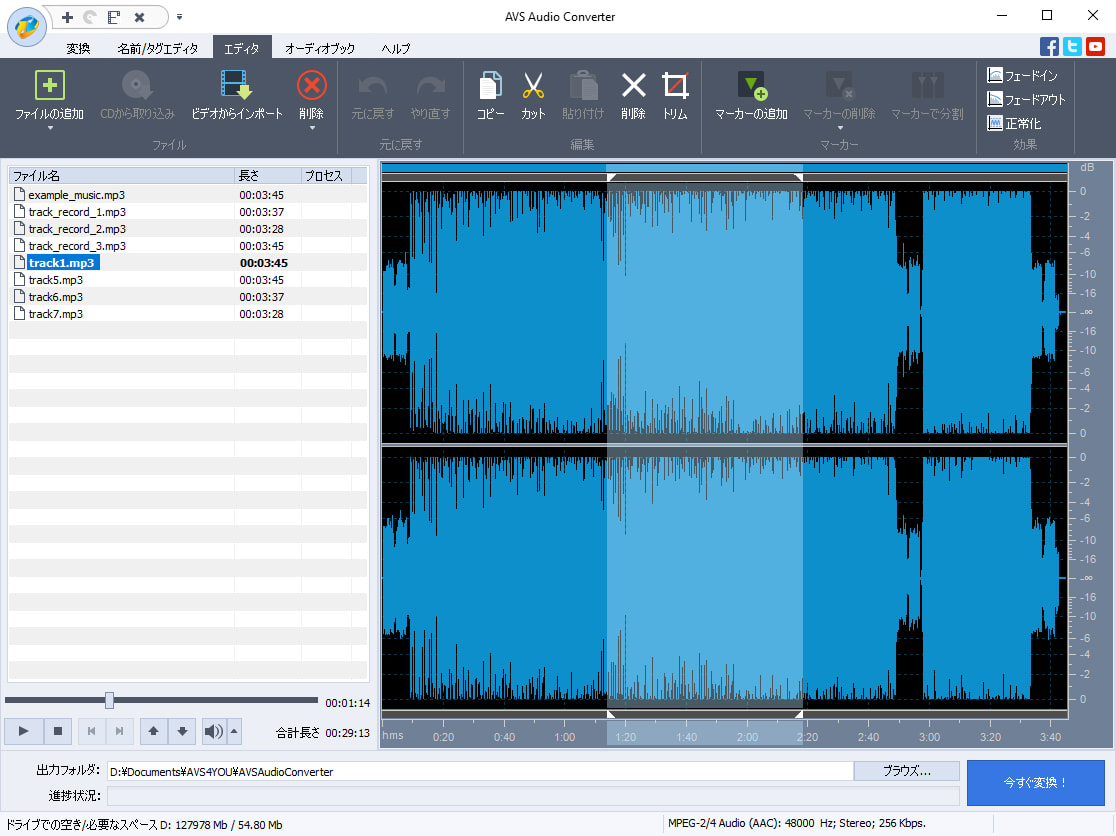 AVS Audio Converter
変換 名前/タグエディタ エディタ オーディオブック ヘルプ
ファイルの追加 CDから取り込み ビデオからインポート 削除 元に戻す やり直す コピー カット 貼り付け 削除 トリム マーカーの追加 マーカーの削除 マーカーで分割 フェードイン
フェードアウト
正常化
ファイル 元に戻す 編集 マーカー 効果
ファイル名 長さ プロセス
example_music.mp3 00:03:45
track_record_1.mp3 00:03:37
track_record_2.mp3 00:03:28
track_record_3.mp3 00:03:45
track1.mp3 00:03:45
track5.mp3 00:03:45
track6.mp3 00:03:37
track7.mp3 00:03:28
dB
0
-2
-4
-6
-10
-16
-∞
-16
-10
-6
-4
-2
0
0
-2
-4
-6
-10
-16
-∞
-16
-10
-6
-4
-2
0
00:01:14
合計長さ 00:29:13
hms 0:20 0:40 1:00 1:20 1:40 2:00 2:20 2:40 3:00 3:20 3:40
出力フォルダ: D:¥Documents¥AVS4YOU¥AVSAudioConverter ブラウズ...
進捗状況:
今すぐ変換！
ドライブでの空き/必要なスペース D: 127978 Mb / 54.80 Mb MPEG-2/4 Audio (AAC): 48000 Hz; Stereo; 256 Kbps.